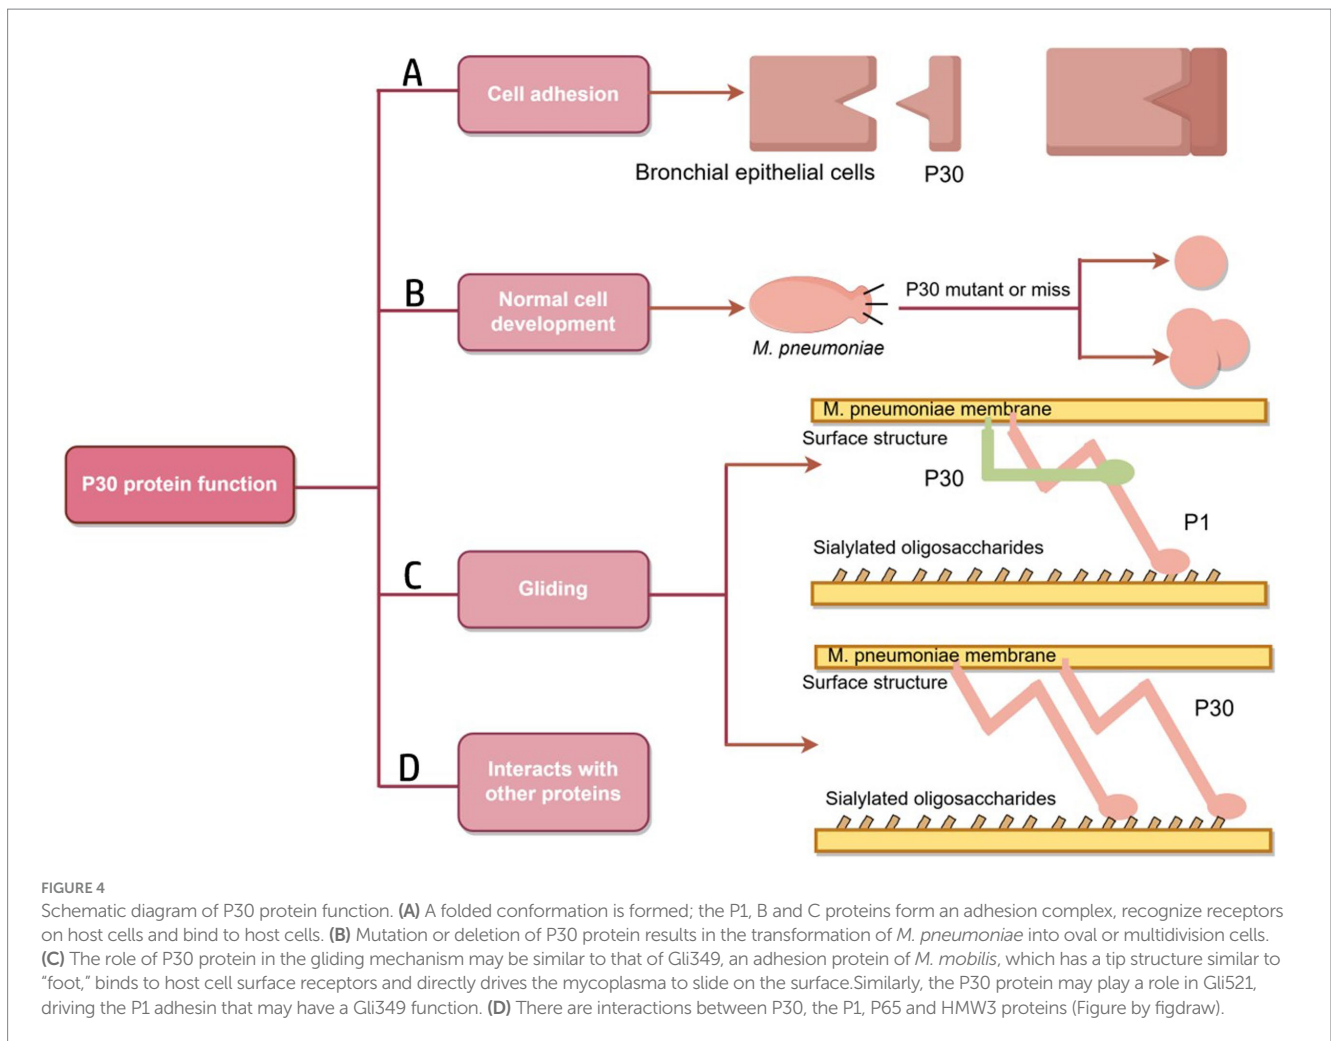 A
Cell adhesion
Bronchial epithelial cells
P30
B
Normal cell
development
M. pneumoniae
P30 mutant or miss
P30 protein function
C
Gliding
M. pneumoniae membrane
Surface structure
P30
P1
Sialylated oligosaccharides
M. pneumoniae membrane
Surface structure
P30
Sialylated oligosaccharides
D
Interacts with
other proteins
FIGURE 4
Schematic diagram of P30 protein function. (A) A folded conformation is formed; the P1, B and C proteins form an adhesion complex, recognize receptors
on host cells and bind to host cells. (B) Mutation or deletion of P30 protein results in the transformation of M. pneumoniae into oval or multidivision cells.
(C) The role of P30 protein in the gliding mechanism may be similar to that of Gli349, an adhesion protein of M. mobilis, which has a tip structure similar to
“foot,” binds to host cell surface receptors and directly drives the mycoplasma to slide on the surface.Similarly, the P30 protein may play a role in Gli521,
driving the P1 adhesin that may have a Gli349 function. (D) There are interactions between P30, the P1, P65 and HMW3 proteins (Figure by figdraw).